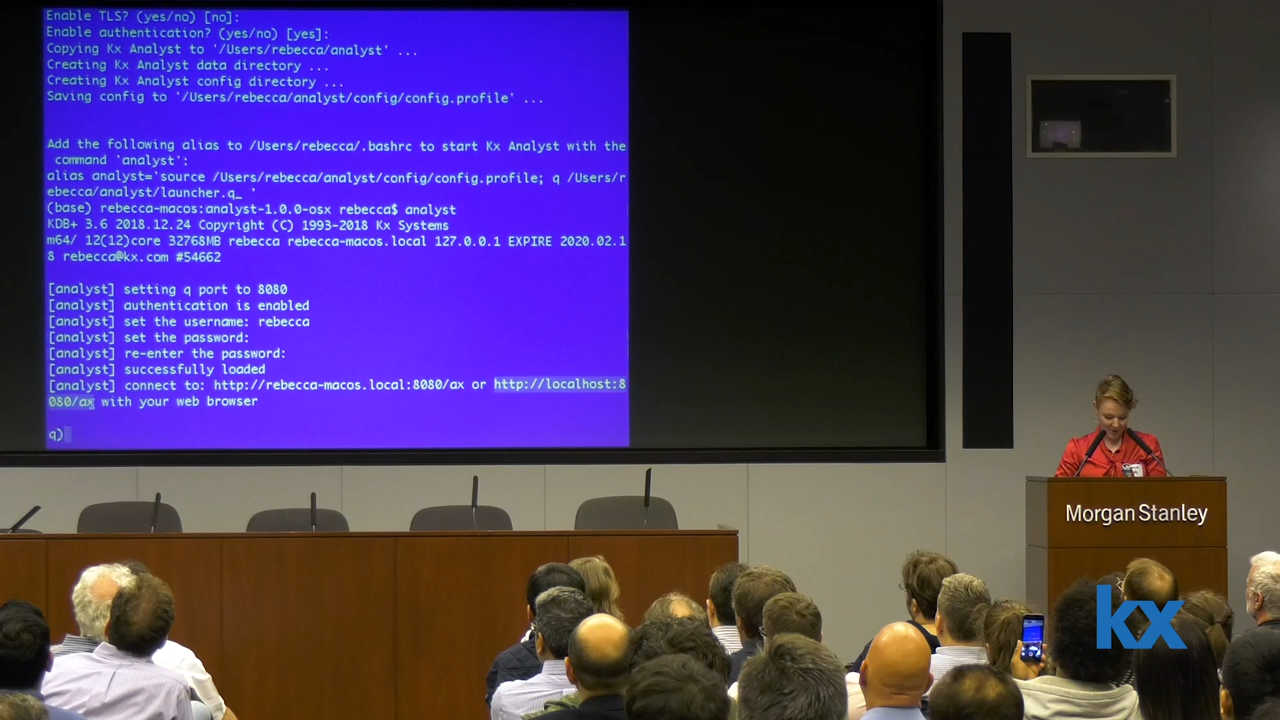 Enable TLS? (yes/no) [no]:
Enable authentication? (yes/no) [yes]:
Copying Kx Analyst to '/Users/rebecca/analyst' ...
Creating Kx Analyst data directory ...
Creating Kx Analyst config directory ...
Saving config to '/Users/rebecca/analyst/config/config.profile' ...
Add the following alias to /Users/rebecca/.bashrc to start Kx Analyst with the
command 'analyst':
alias analyst='source /Users/rebecca/analyst/config/config.profile; q /Users/r
ebecca/analyst/launcher.q_ '
(base) rebecca-macos:analyst-1.0.0-osx rebecca$ analyst
KDB+ 3.6 2018.12.24 Copyright (C) 1993-2018 Kx Systems
m64/ 12(12)core 32768MB rebecca rebecca-macos.local 127.0.0.1 EXPIRE 2020.02.1
8 rebecca@kx.com #54662
[analyst] setting q port to 8080
[analyst] authentication is enabled
[analyst] set the username: rebecca
[analyst] set the password:
[analyst] re-enter the password:
[analyst] successfully loaded
[analyst] connect to: http://rebecca-macos.local:8080/ax or http://localhost:8
080/ax with your web browser
q)
Morgan Stanley
kx